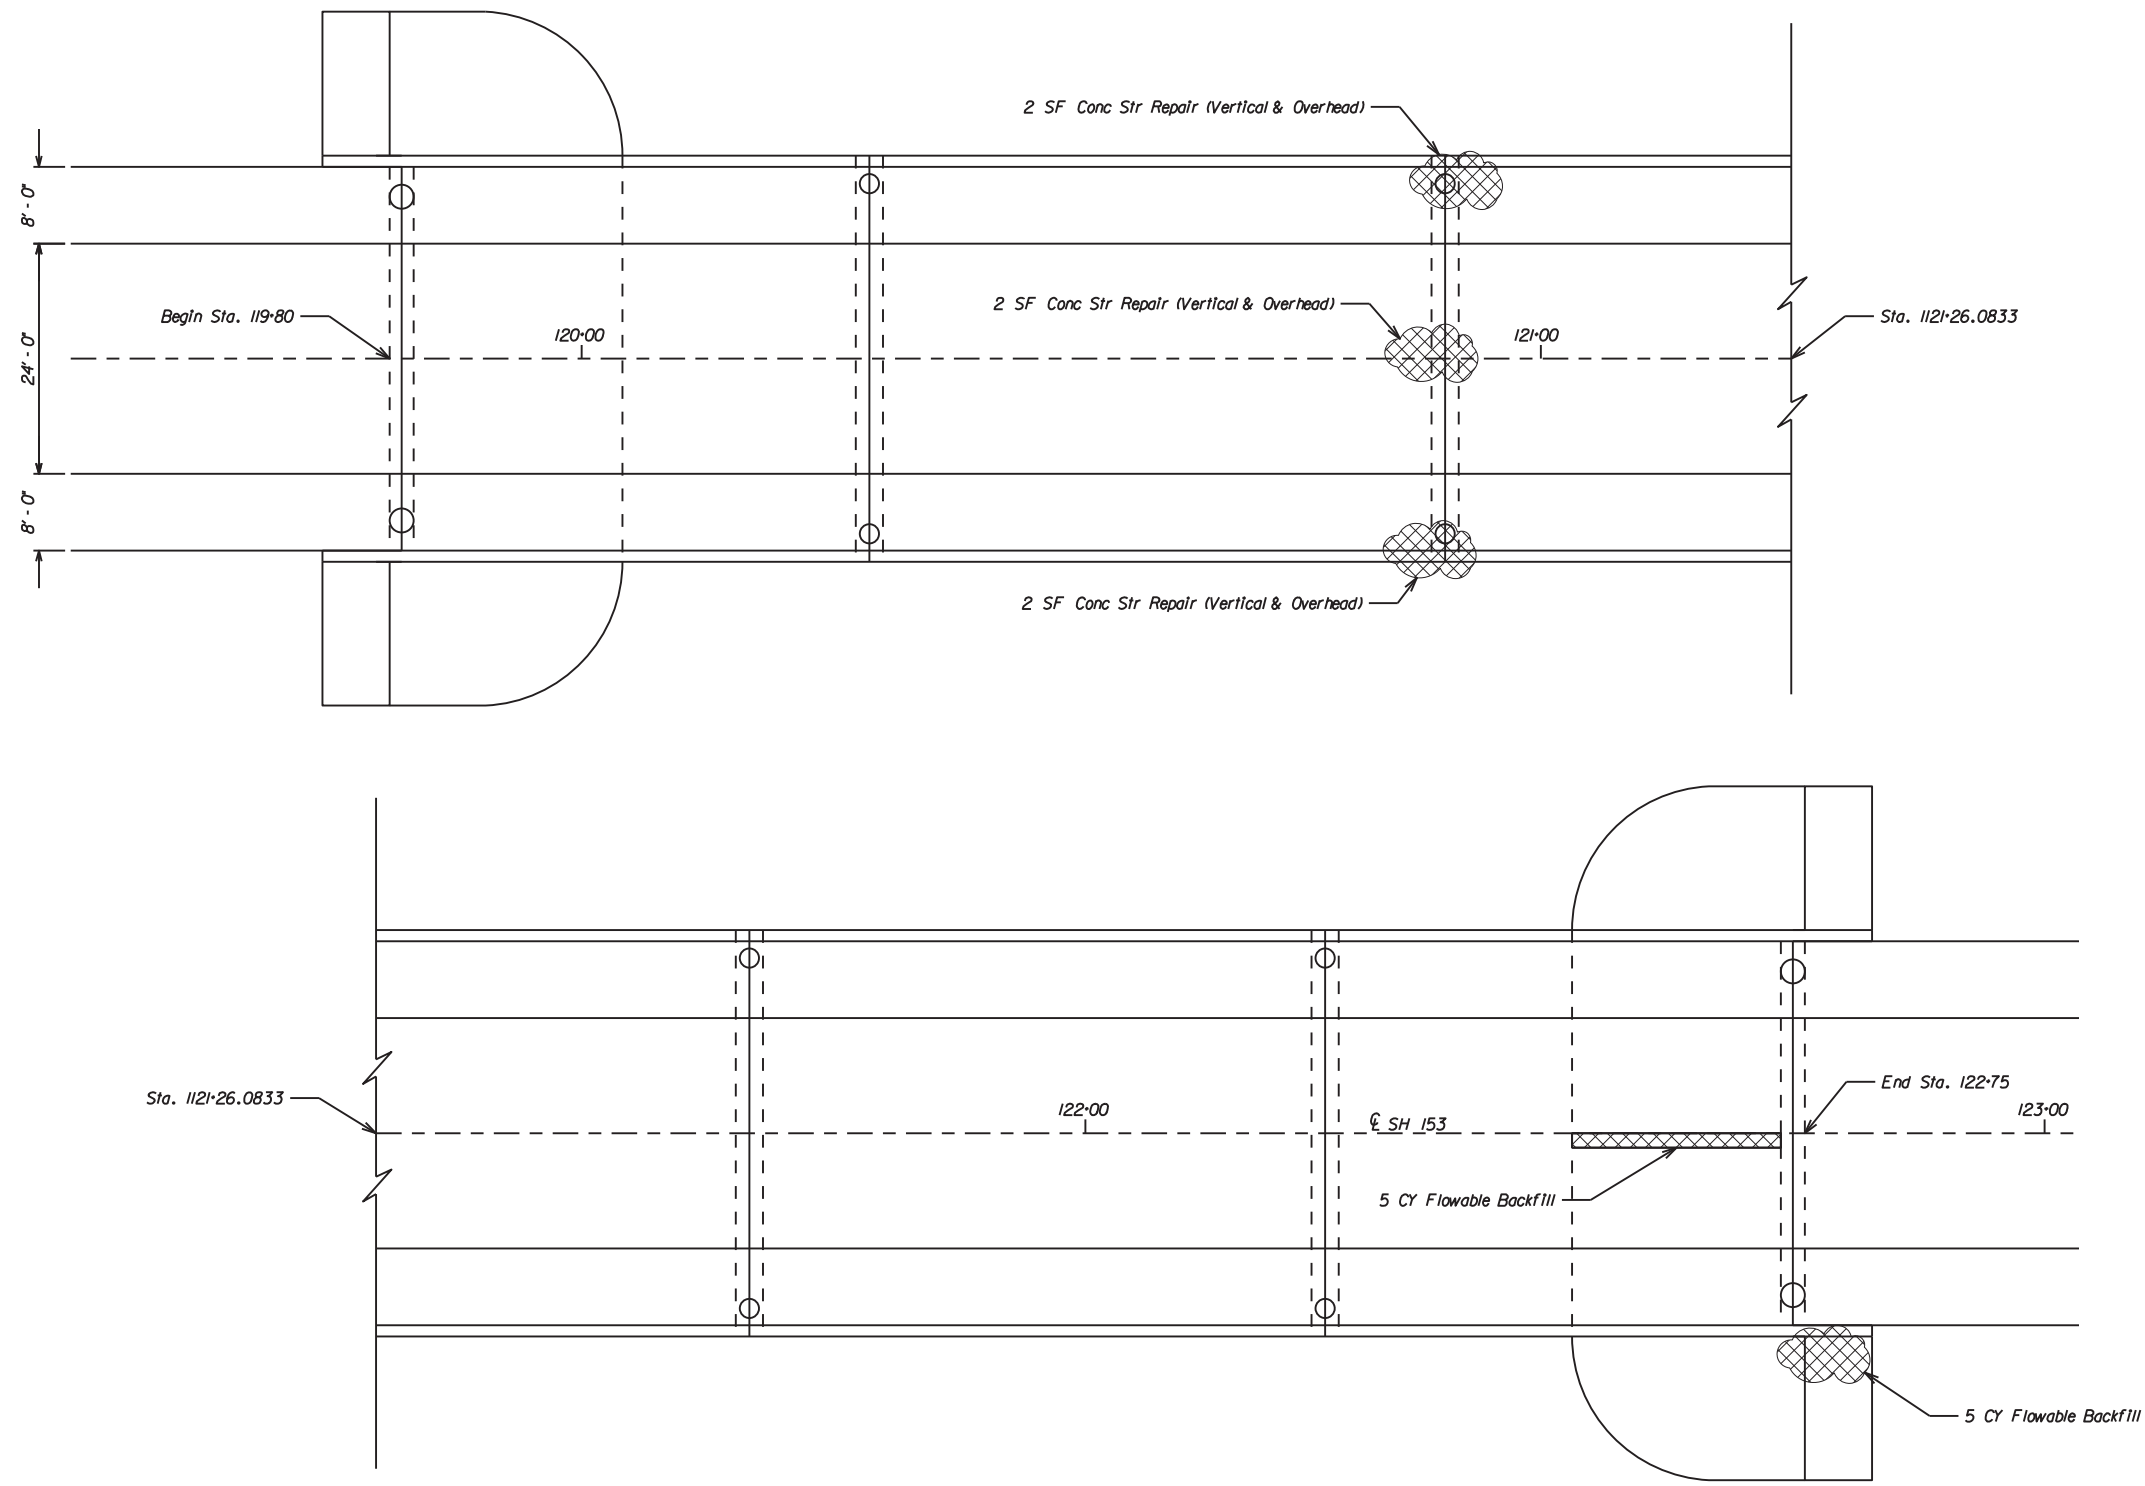 2 SF Conc Str Repair (Vertical & Overhead)
8'-0"
2 SF Conc Str Repair (Vertical & Overhead)
Begin Sta. 119+80
120+00
121+00
Sta. 1121+26.0833
24'-0"
8'-0"
2 SF Conc Str Repair (Vertical & Overhead)
End Sta. 122+75
Sta. 1121+26.0833
122+00
℄ SH 153
123+00
5 CY Flowable Backfill
5 CY Flowable Backfill